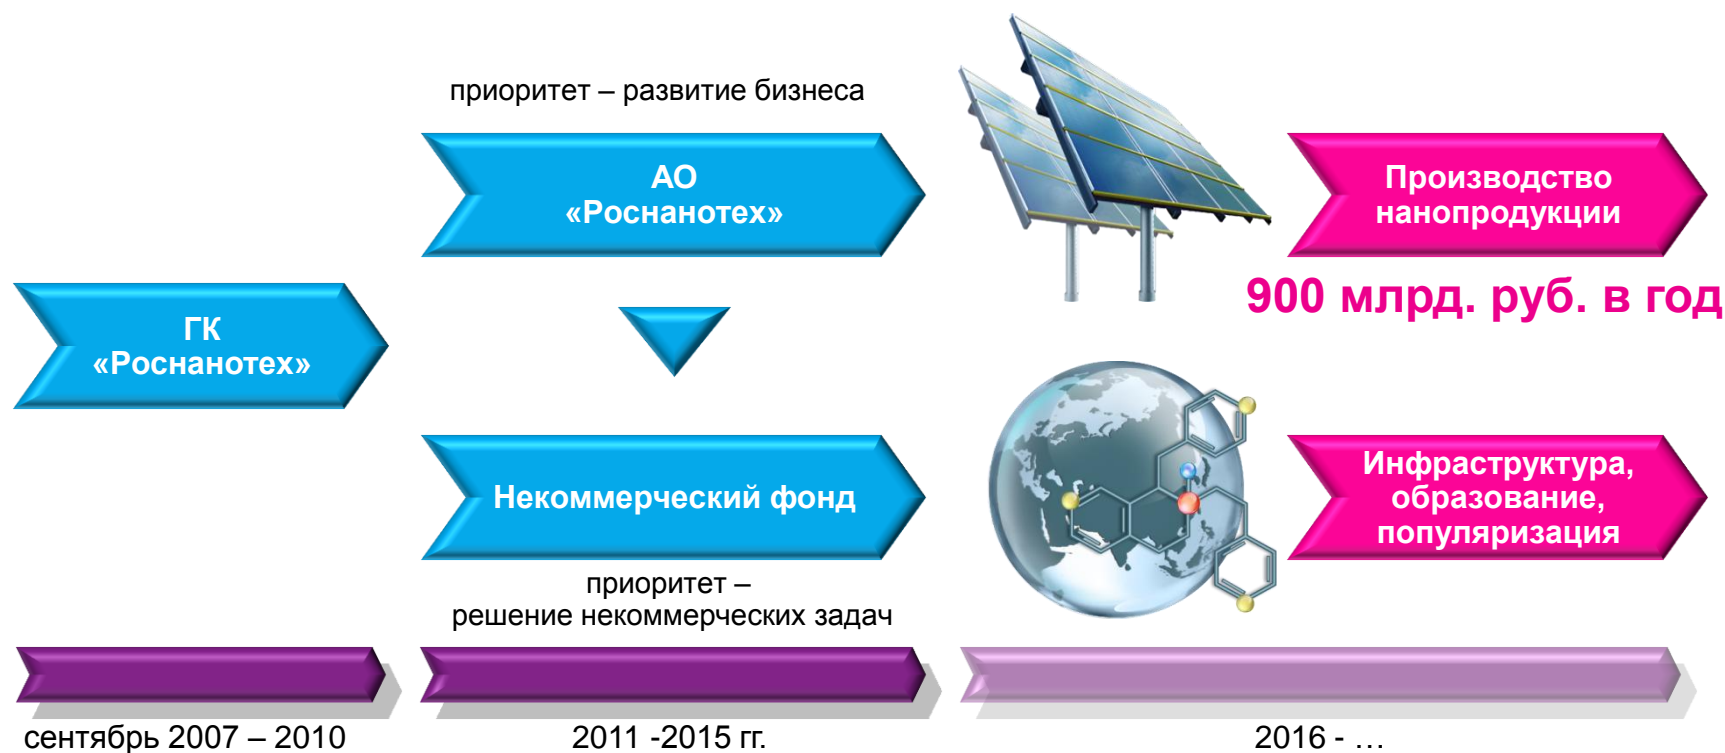 приоритет – развитие бизнеса
АО
«Роснанотех»
Производство
нанопродукции
900 млрд. руб. в год
ГК
«Роснанотех»
Некоммерческий фонд
Инфраструктура,
образование,
популяризация
приоритет –
решение некоммерческих задач
сентябрь 2007 – 2010
2011 -2015 гг.
2016 - …